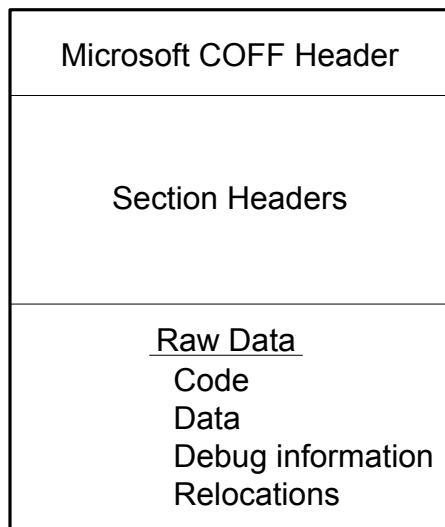 Microsoft COFF Header
Section Headers
Raw Data
Code
Data
Debug information
Relocations